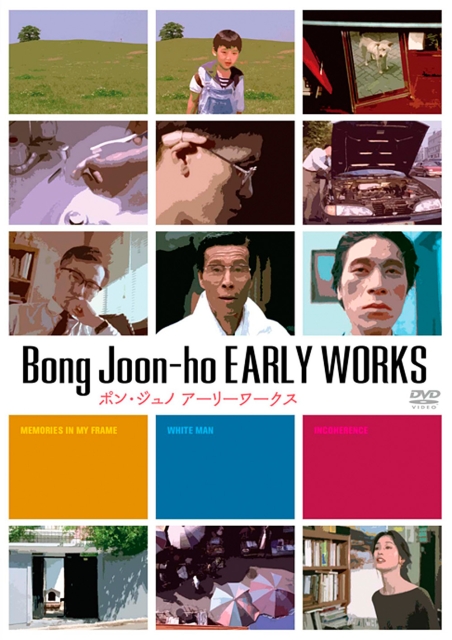 Bong Joon-ho EARLY WORKS
ポン・ジュノ アーリーワークス
DVD
VIDEO
MEMORIES IN MY FRAME
WHITE MAN
INCOHERENCE